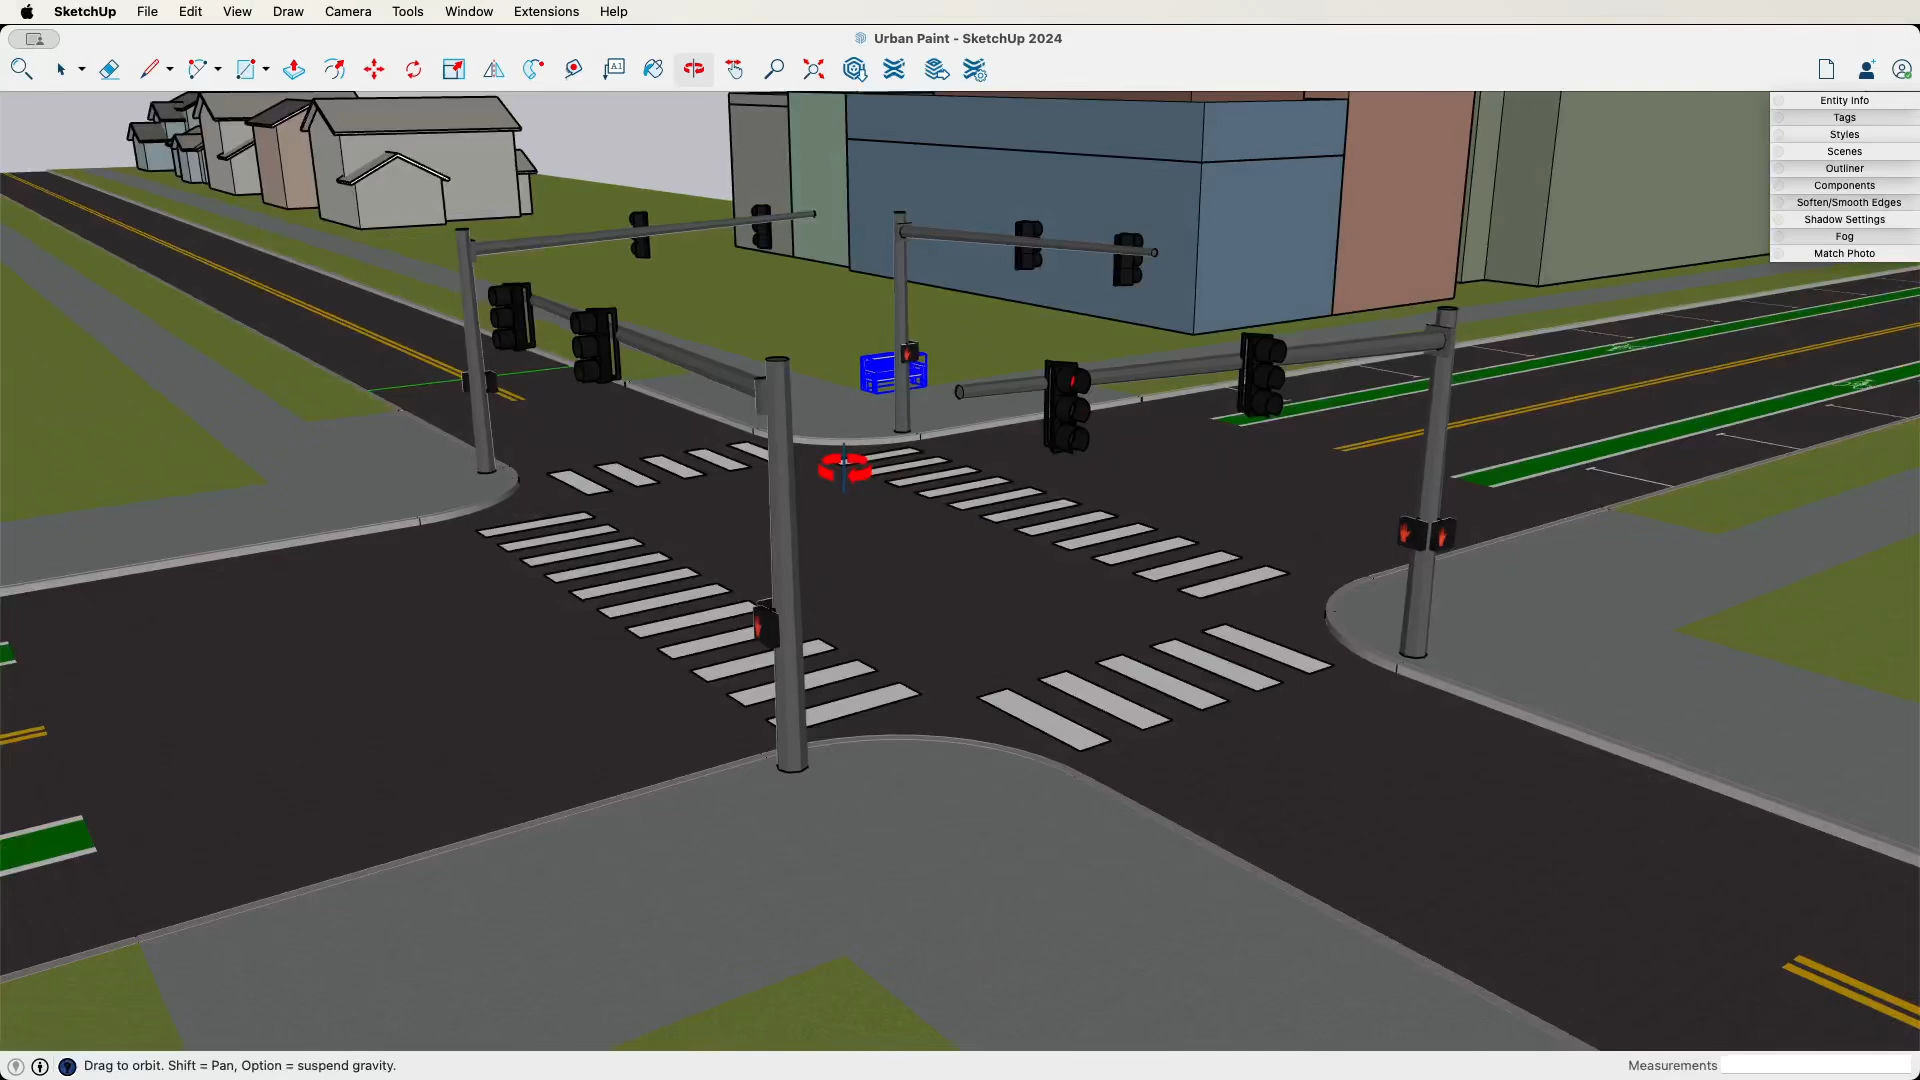 SketchUp File Edit View Draw Camera Tools Window Extensions Help
Urban Paint - SketchUp 2024
A1
Entity Info
Tags
Styles
Scenes
Outliner
Components
Soften/Smooth Edges
Shadow Settings
Fog
Match Photo
Drag to orbit. Shift = Pan, Option = suspend gravity.
Measurements